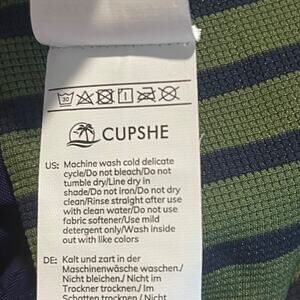 30
CUPSHE
US: Machine wash cold delicate
cycle/Do not bleach/Do not
tumble dry/Line dry in
shade/Do not iron/Do not dry
clean/Rinse straight after use
with clean water/Do not use
fabric softener/Use mild
detergent only/Wash inside
out with like colors
DE: Kalt und zart in der
Maschinenwäsche waschen./
Nicht bleichen./ Nicht im
Trockner trocknen./ Im
Schatten trocknen / Nicht